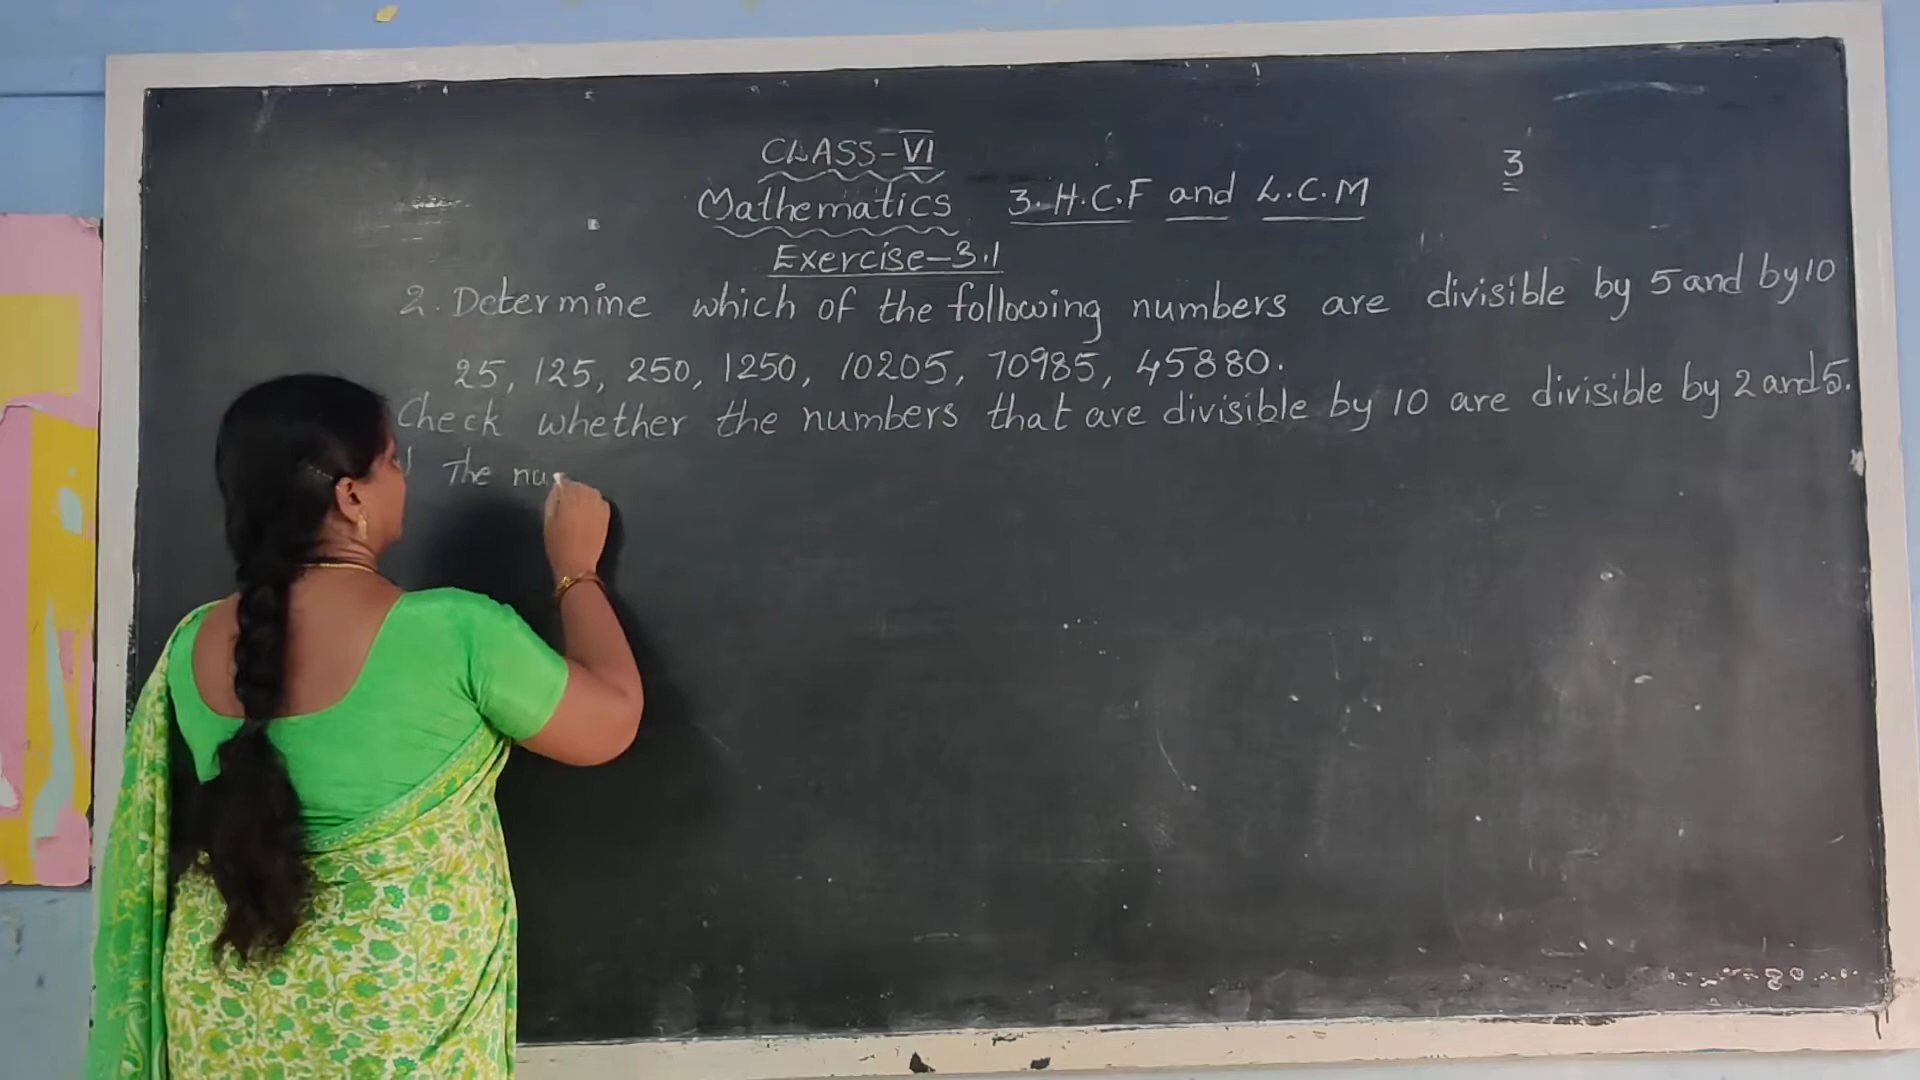 CLASS-VI
3
Mathematics 3. H.C.F and L.C.M
Exercise-3.1
2. Determine which of the following numbers are divisible by 5 and by 10
25, 125, 250, 1250, 10205, 70985, 45880.
Check whether the numbers that are divisible by 10 are divisible by 2 and 5.
The nu